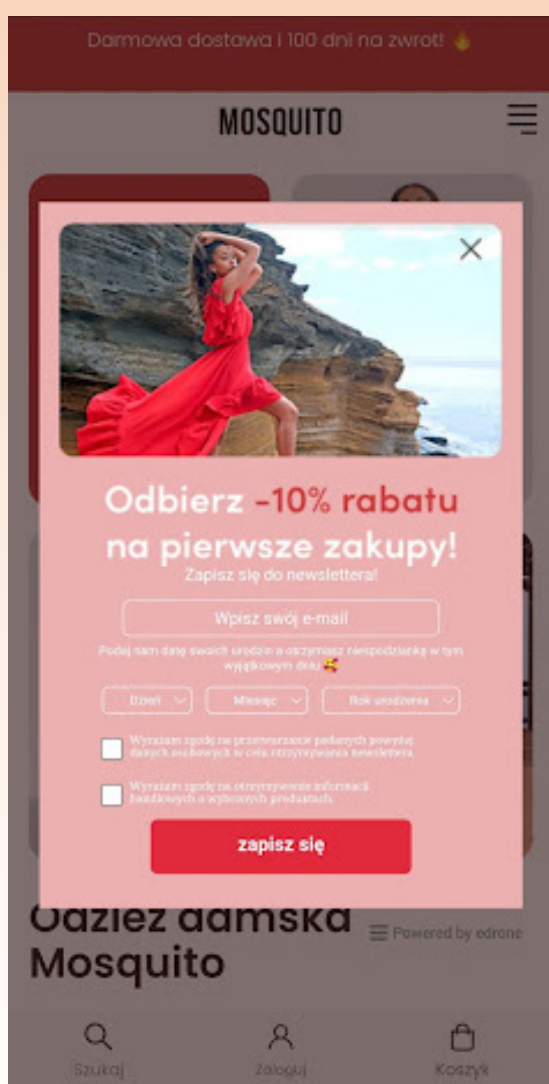 Darmowa dostawa i 100 dni na zwrot! 🔥
MOSQUITO
Odbierz -10% rabatu
na pierwsze zakupy!
Zapisz się do newslettera!
Wpisz swój e-mail
Podaj nam datę swoich urodzin a otrzymasz niespodziankę w tym
wyjątkowym dniu 🥰
Dzień
Miesiąc
Rok urodzenia
Wyrażam zgodę na przetwarzanie podanych powyżej
danych osobowych w celu otrzymywania newslettera
Wyrażam zgodę na otrzymywanie informacji
handlowych o wybranych produktach.
zapisz się
Odzież damska
Mosquito
Powered by edrone
Szukaj
Zaloguj
Koszyk